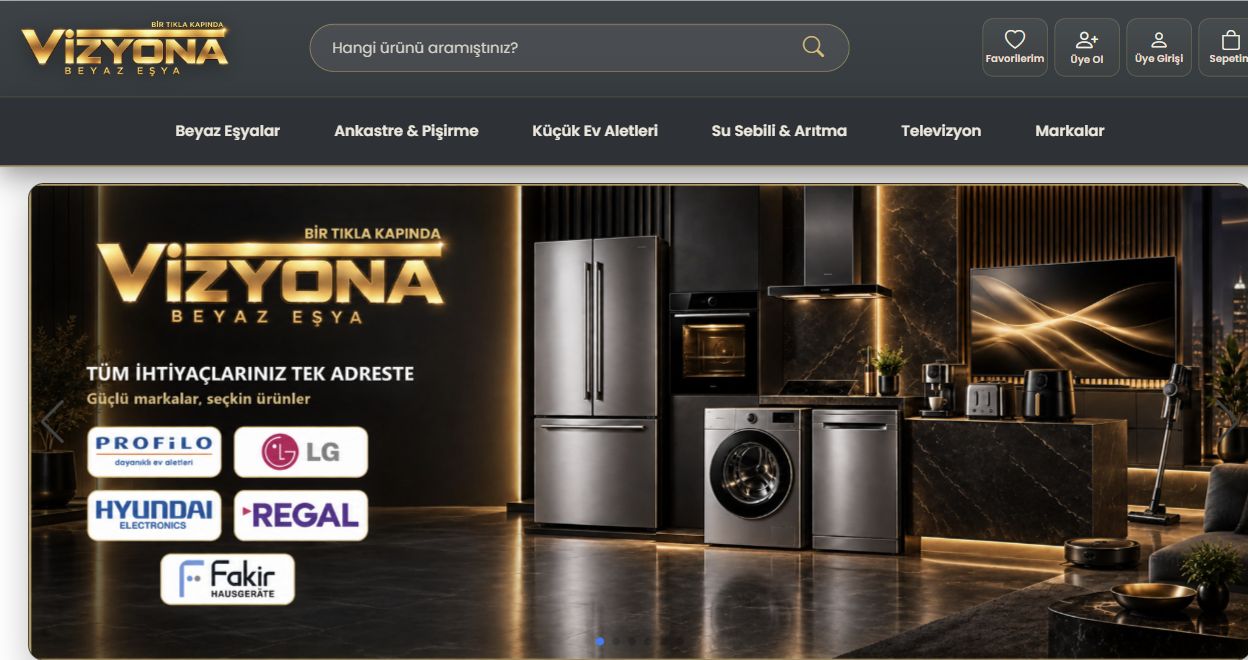 BİR TIKLA KAPINDA
VİZYONA
BEYAZ EŞYA
Hangi ürünü aramıştınız?
Favorilerim
Üye Ol
Üye Girişi
Sepetim
Beyaz Eşyalar
Ankastre & Pişirme
Küçük Ev Aletleri
Su Sebili & Arıtma
Televizyon
Markalar
BİR TIKLA KAPINDA
VİZYONA
BEYAZ EŞYA
TÜM İHTİYAÇLARINIZ TEK ADRESTE
Güçlü markalar, seçkin ürünler
PROFiLO
dayanıklı ev aletleri
LG
HYUNDAI
ELECTRONICS
REGAL
Fakir
HAUSGERÄTE